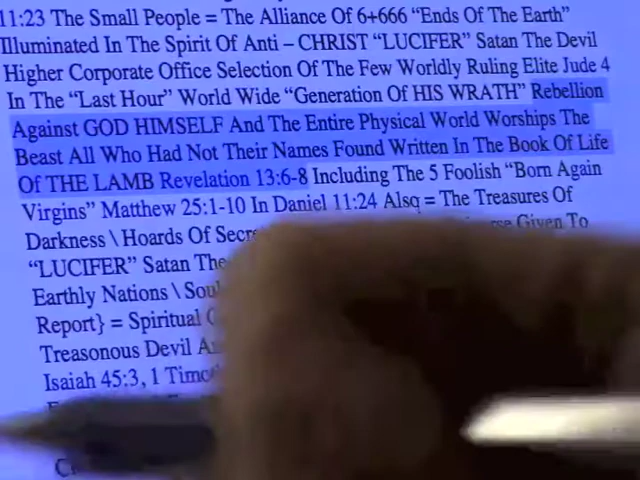 11:23 The Small People = The Alliance Of 6+666 "Ends Of The Earth"
Illuminated In The Spirit Of Anti – CHRIST "LUCIFER" Satan The Devil
Higher Corporate Office Selection Of The Few Worldly Ruling Elite Jude 4
In The "Last Hour" World Wide "Generation Of HIS WRATH" Rebellion
Against GOD HIMSELF And The Entire Physical World Worships The
Beast All Who Had Not Their Names Found Written In The Book Of Life
Of THE LAMB Revelation 13:6-8 Including The 5 Foolish "Born Again
Virgins" Matthew 25:1-10 In Daniel 11:24 Also = The Treasures Of
Darkness \ Hoards Of Given To
"LUCIFER" Satan The
Earthly Nations \
Report} = Spiritual
Treasonous Devil
Isaiah 45:3, 1